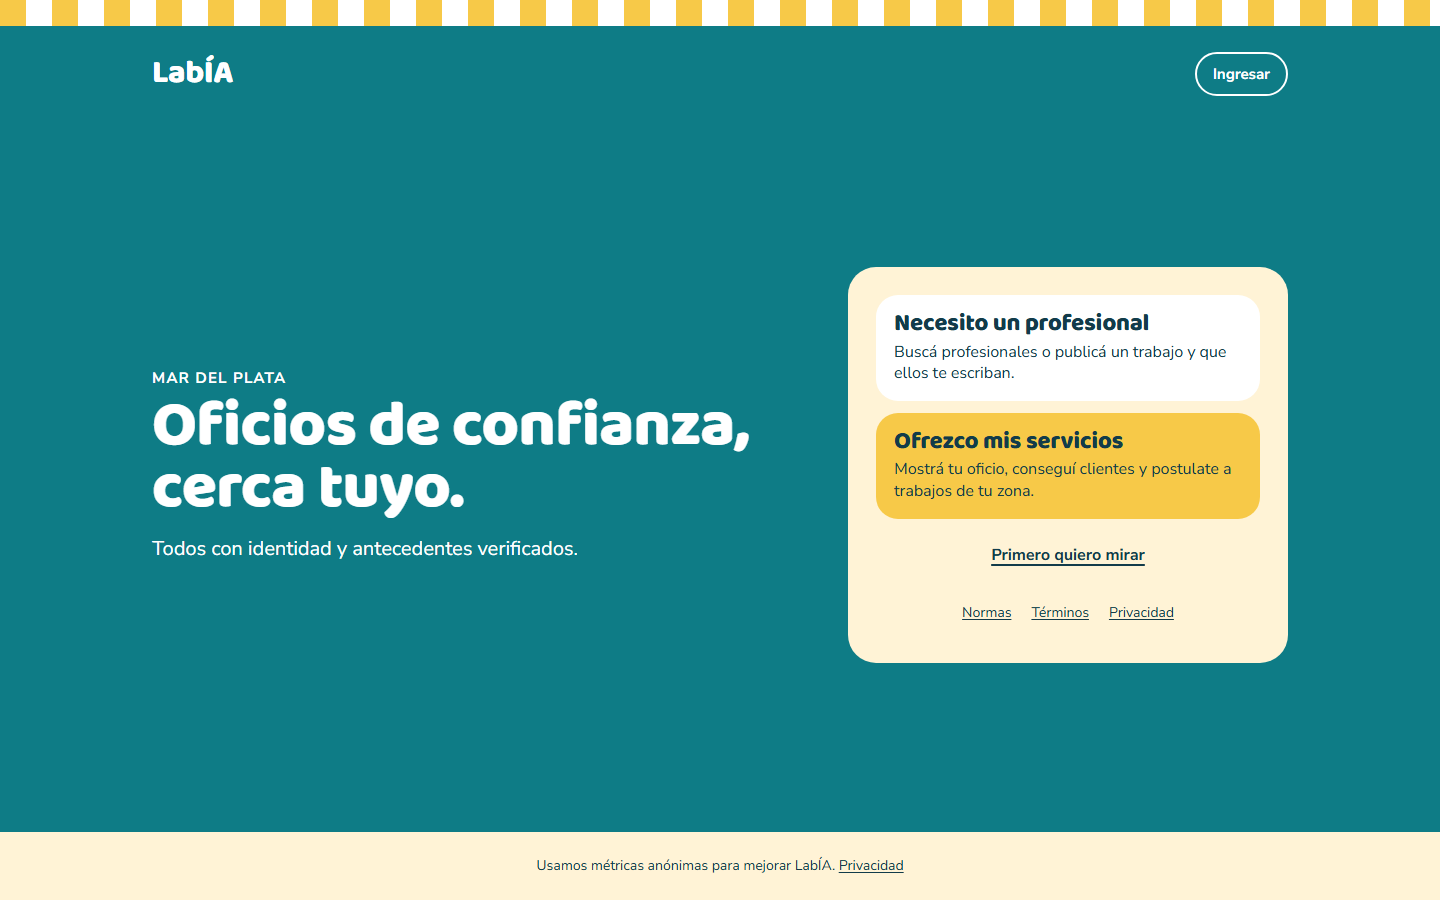 LabÍA
Ingresar
MAR DEL PLATA
Oficios de confianza,
cerca tuyo.
Todos con identidad y antecedentes verificados.
Necesito un profesional
Buscá profesionales o publicá un trabajo y que
ellos te escriban.
Ofrezco mis servicios
Mostrá tu oficio, conseguí clientes y postulate a
trabajos de tu zona.
Primero quiero mirar
Normas Términos Privacidad
Usamos métricas anónimas para mejorar LabÍA. Privacidad